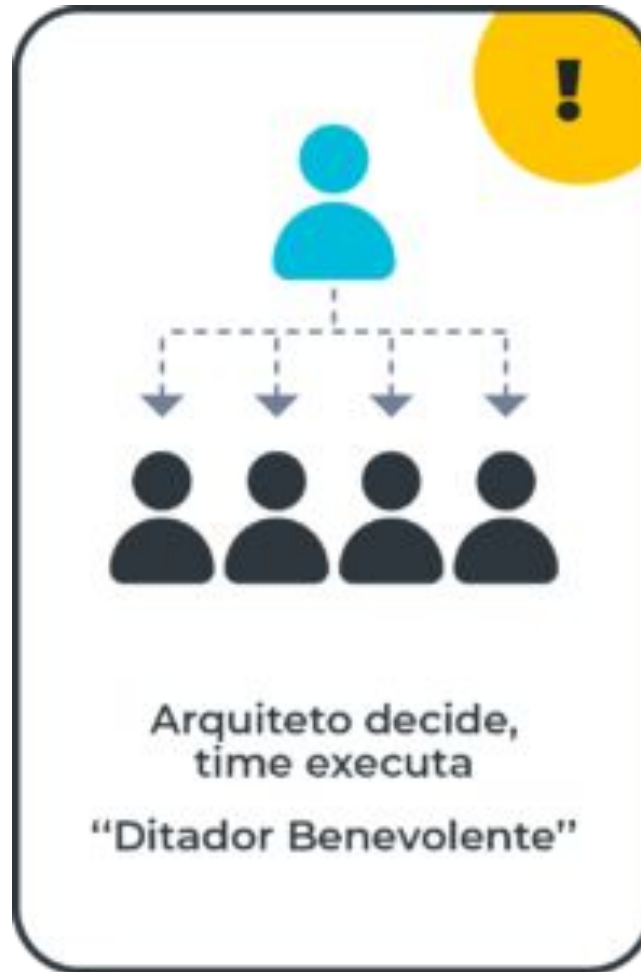 !
Arquiteto decide,
time executa
“Ditador Benevolente”